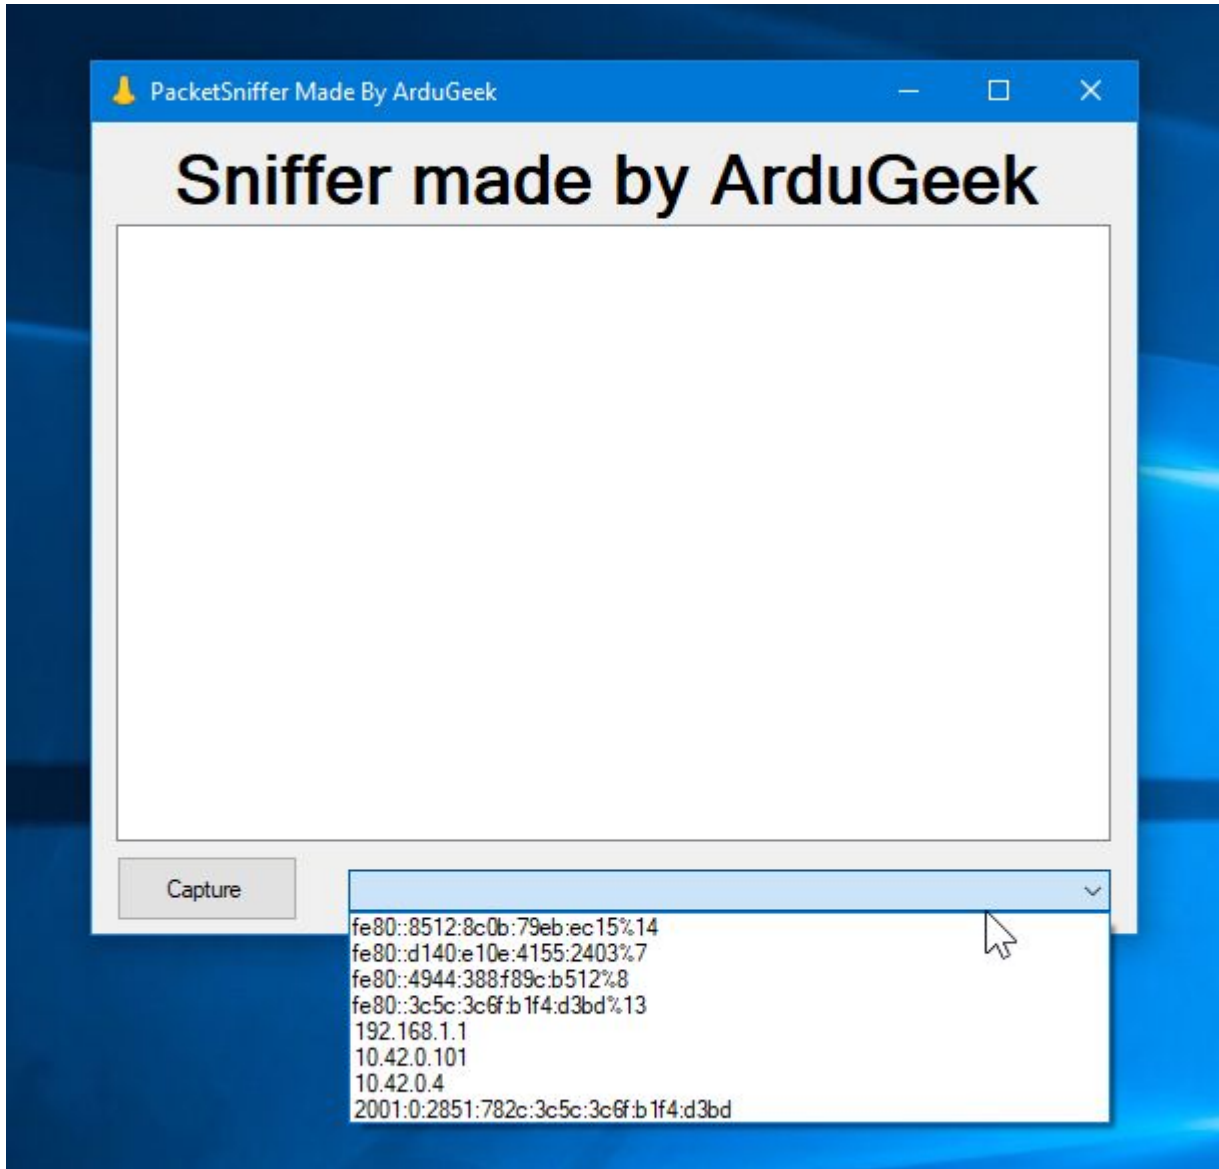 PacketSniffer Made By ArduGeek
Sniffer made by ArduGeek
Capture
fe80::8512:8c0b:79eb:ec15%14
fe80::d140:e10e:4155:2403%7
fe80::4944:388:f89c:b512%8
fe80::3c5c:3c6f:b1f4:d3bd%13
192.168.1.1
10.42.0.101
10.42.0.4
2001:0:2851:782c:3c5c:3c6f:b1f4:d3bd